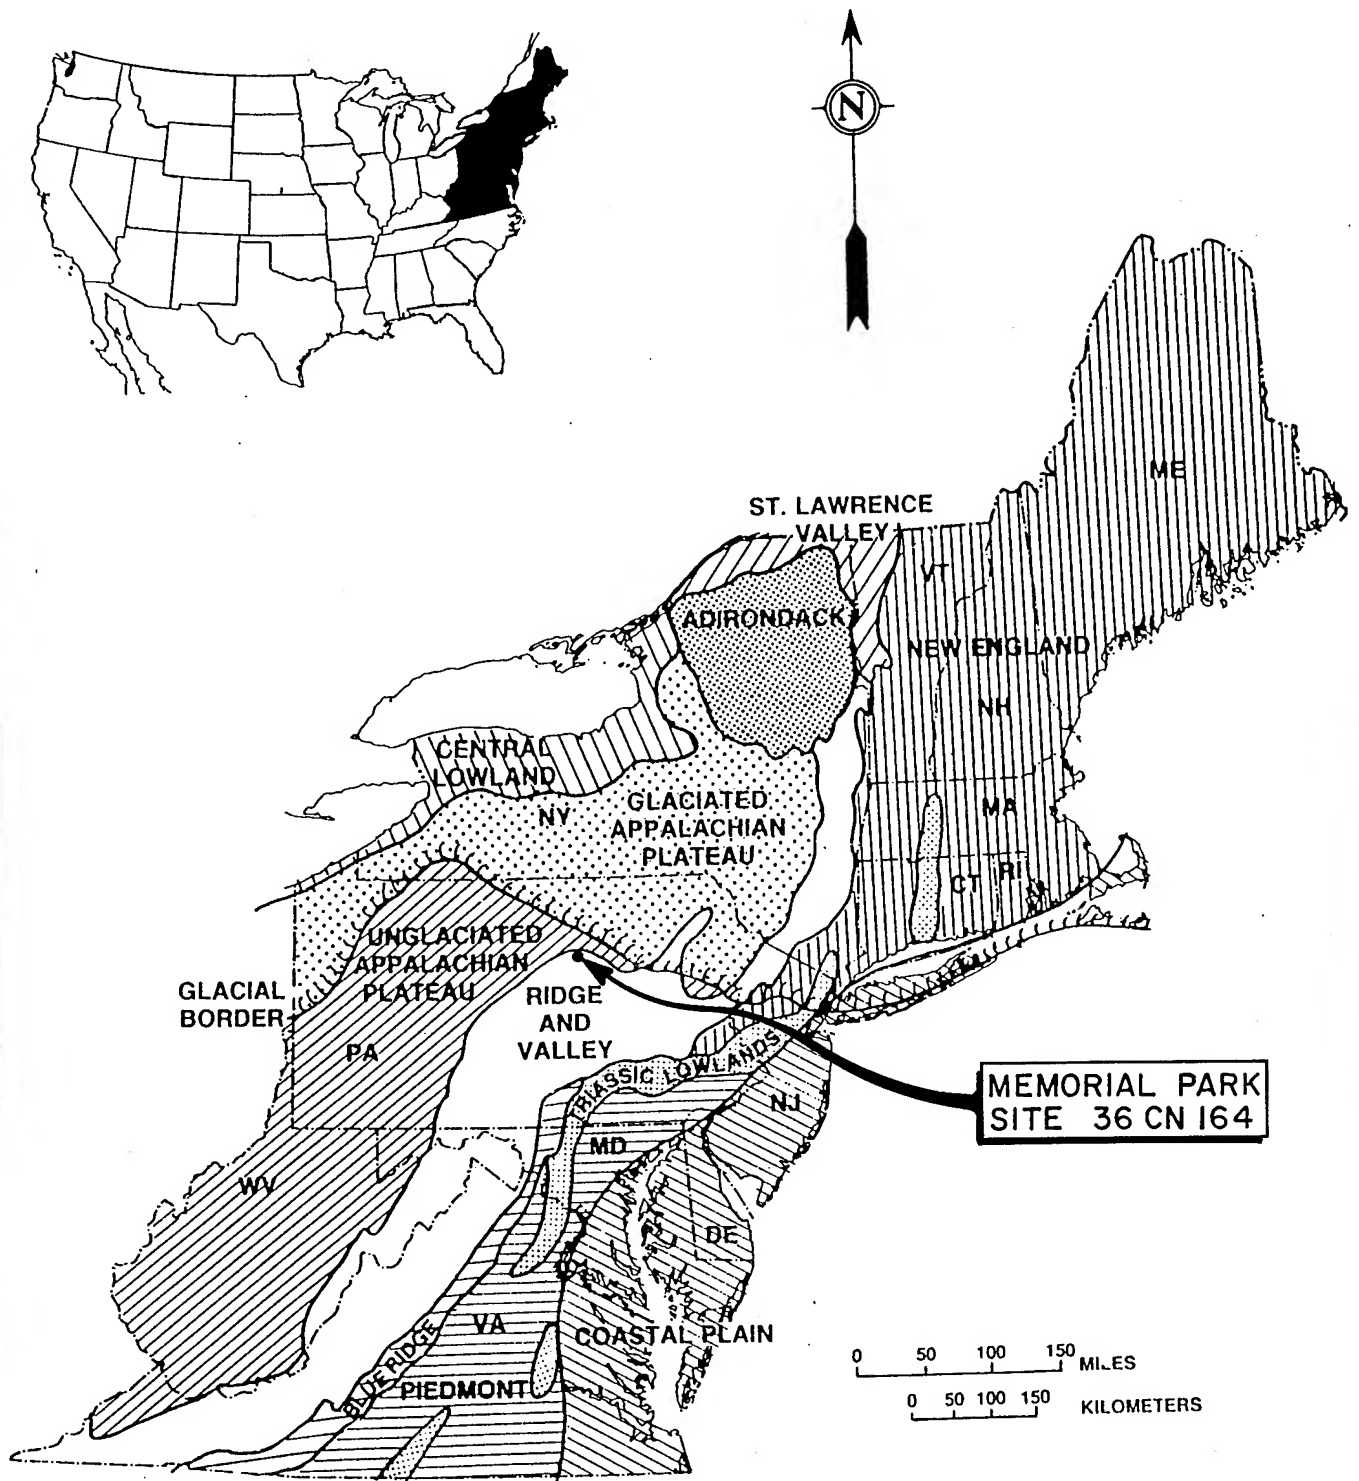 N
ME
ST. LAWRENCE
VALLEY
VT
ADIRONDACK
NEW ENGLAND
NH
CENTRAL
LOWLAND
NY
GLACIATED
APPALACHIAN
PLATEAU
MA
CT
RI
UNGLACIATED
APPALACHIAN
PLATEAU
GLACIAL
BORDER
RIDGE
AND
VALLEY
PA
TRIASSIC LOWLANDS
MEMORIAL PARK
SITE 36 CN 164
NJ
MD
WV
DE
VA
COASTAL PLAIN
BLUE RIDGE
PIEDMONT
0 50 100 150 MILES
0 50 100 150 KILOMETERS